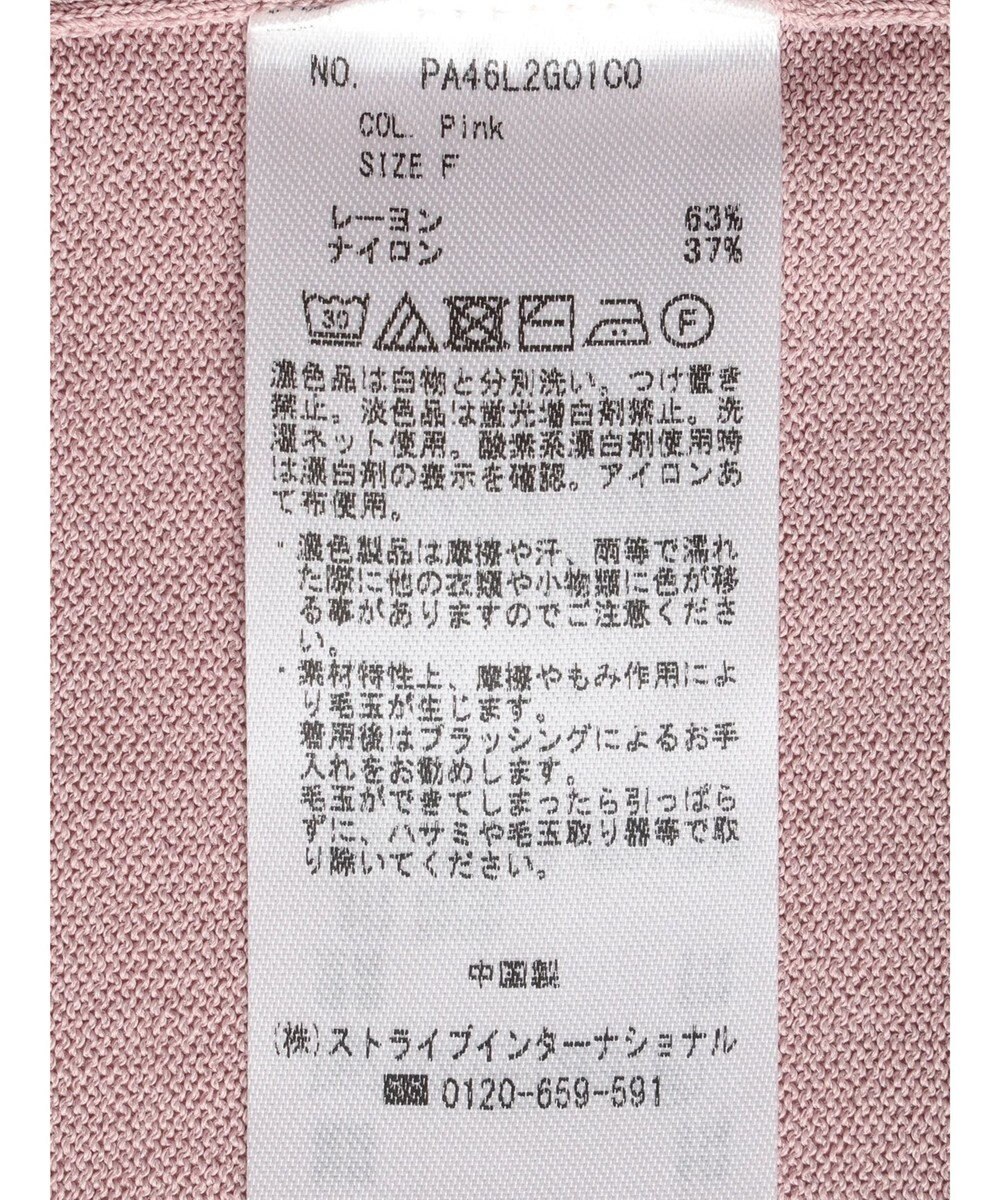 NO. PA46L2G01C0
COL. Pink
SIZE F
レーヨン 63%
ナイロン 37%
30
F
濃色品は白物と分別洗い。つけ置き
禁止。淡色品は蛍光増白剤禁止。洗
濯ネット使用。酸素系漂白剤使用時
は漂白剤の表示を確認。アイロンあ
て布使用。
・濃色製品は摩擦や汗、雨等で濡れ
た際に他の衣類や小物類に色が移
る事がありますのでご注意くださ
い。
・素材特性上、摩擦やもみ作用によ
り毛玉が生じます。
着用後はブラッシングによるお手
入れをお勧めします。
毛玉ができてしまったら引っぱら
ずに、ハサミや毛玉取り器等で取
り除いてください。
中国製
(株)ストライプインターナショナル
0120-659-591